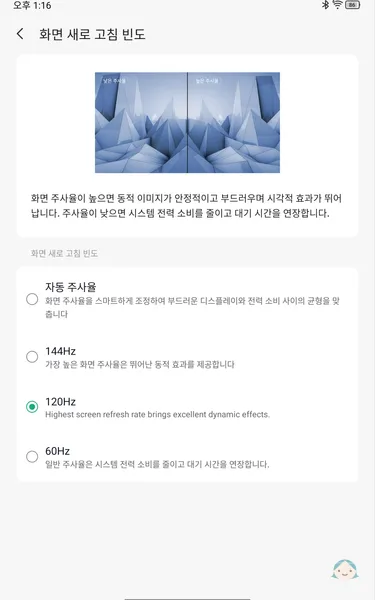 오후 1:16
86
화면 새로 고침 빈도
낮은 주사율
높은 주사율
화면 주사율이 높으면 동적 이미지가 안정적이고 부드러우며 시각적 효과가 뛰어
납니다. 주사율이 낮으면 시스템 전력 소비를 줄이고 대기 시간을 연장합니다.
화면 새로 고침 빈도
자동 주사율
화면 주사율을 스마트하게 조정하여 부드러운 디스플레이와 전력 소비 사이의 균형을 맞
춥니다
144Hz
가장 높은 화면 주사율은 뛰어난 동적 효과를 제공합니다
120Hz
Highest screen refresh rate brings excellent dynamic effects.
60Hz
일반 주사율은 시스템 전력 소비를 줄이고 대기 시간을 연장합니다.